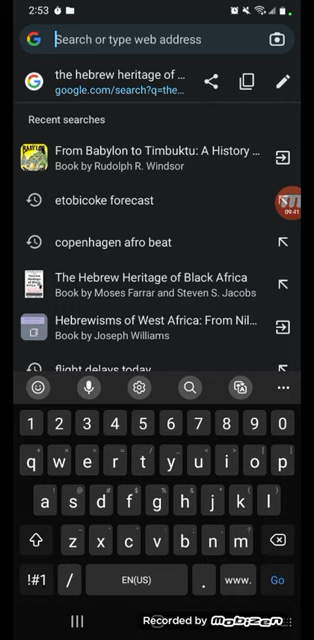 2:53
Search or type web address
the hebrew heritage of ...
google.com/search?q=the...
Recent searches
From Babylon to Timbuktu: A History ...
Book by Rudolph R. Windsor
etobicoke forecast
09:41
copenhagen afro beat
The Hebrew Heritage of Black Africa
Book by Moses Farrar and Steven S. Jacobs
Hebrewisms of West Africa: From Nil...
Book by Joseph Williams
flight delays today
1 2 3 4 5 6 7 8 9 0
q w e r t y u i o p
a s d f g h j k l
z x c v b n m
!#1 / EN(US) . www. Go
Recorded by Mobizen